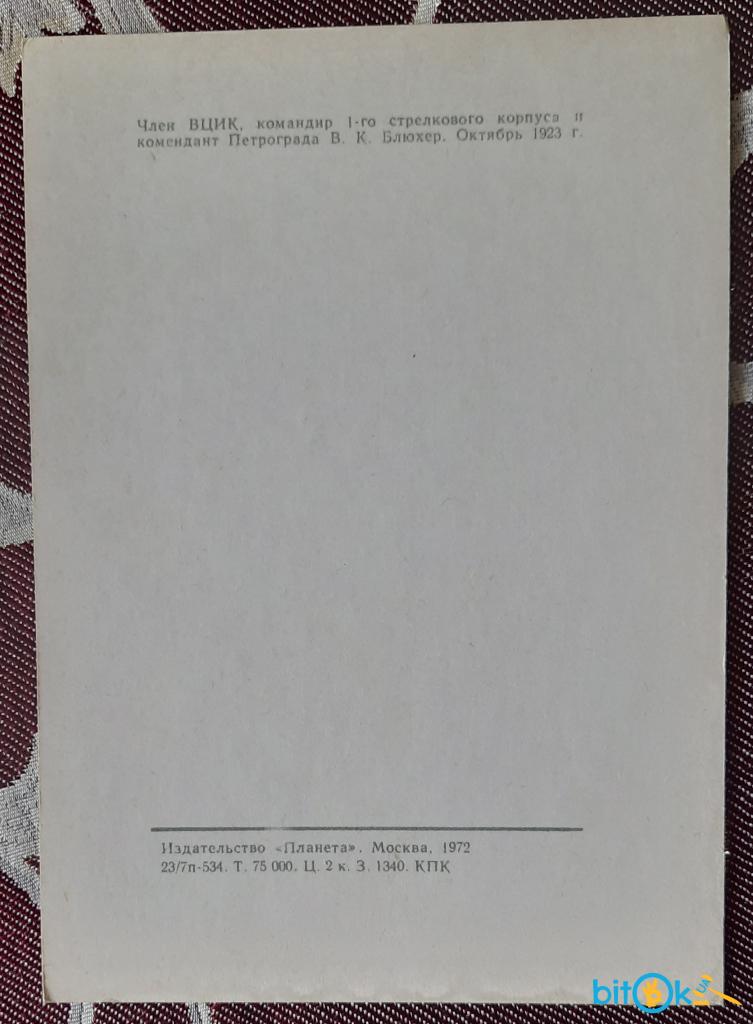 Член ВЦИК, командир 1-го стрелкового корпуса и
комендант Петрограда В. К. Блюхер. Октябрь 1923 г.
Издательство «Планета». Москва, 1972
23/7п-534. Т. 75 000. Ц. 2 к. З. 1340. КПК
bitOk.UA